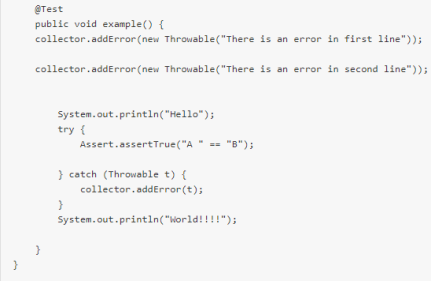 @Test
public void example() {
collector.addError(new Throwable("There is an error in first line"));
collector.addError(new Throwable("There is an error in second line"));
System.out.println("Hello");
try {
Assert.assertTrue("A " == "B");
} catch (Throwable t) {
collector.addError(t);
}
System.out.println("World!!!!");
}
}